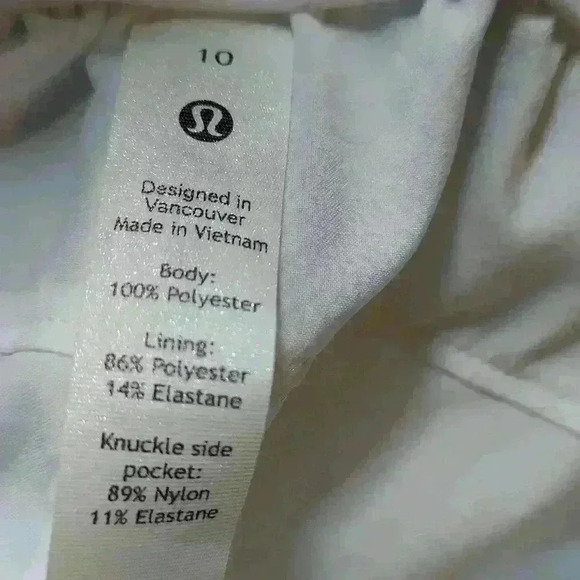 10
Designed in
Vancouver
Made in Vietnam
Body:
100% Polyester
Lining:
86% Polyester
14% Elastane
Knuckle side
pocket:
89% Nylon
11% Elastane